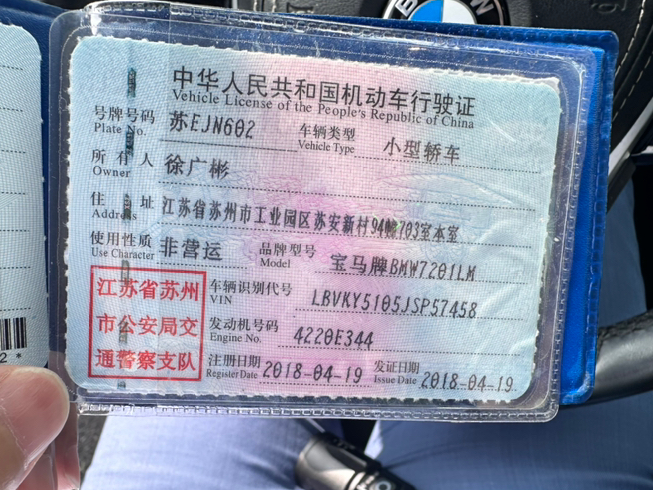 中华人民共和国机动车行驶证
Vehicle License of the People's Republic of China
号牌号码 苏EJN602 车辆类型 小型轿车
Plate No. Vehicle Type
所有人 徐广彬
Owner
住址 江苏省苏州市工业园区苏安新村94幢703室本室
Address
使用性质 非营运 品牌型号 宝马牌BMW7201LM
Use Character Model
江苏省苏州
市公安局交
通警察支队
车辆识别代号 LBVKY5105JSP57458
VIN
发动机号码 4220E344
Engine No.
注册日期 2018-04-19 发证日期 2018-04-19
Register Date Issue Date
2*
BMW